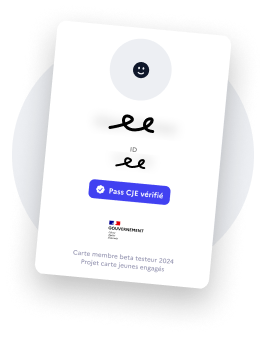 ID
Pass CJE vérifié
GOUVERNEMENT
Carte membre beta testeur 2024
Projet carte jeunes engagés